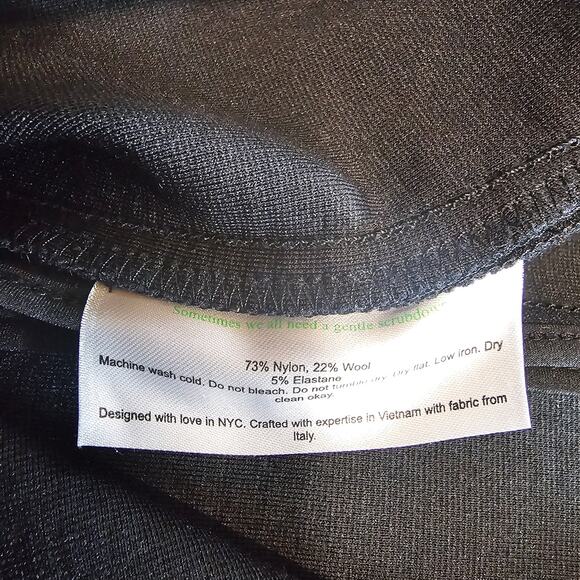 Sometimes we all need a gentle scrubdown
73% Nylon, 22% Wool
5% Elastane
Machine wash cold. Do not bleach. Do not tumble dry. Dry flat. Low iron. Dry
clean okay.
Designed with love in NYC. Crafted with expertise in Vietnam with fabric from
Italy.